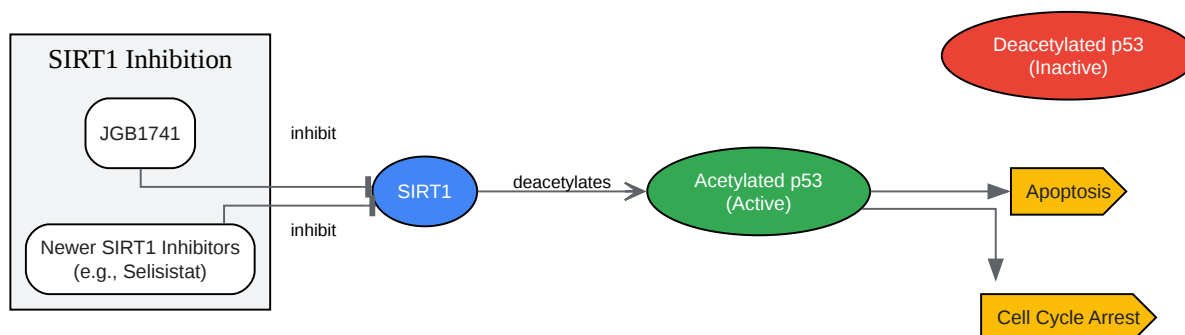 SIRT1 Inhibition
JGB1741
Newer SIRT1 Inhibitors
(e.g., Selisistat)
inhibit
inhibit
SIRT1
deacetylates
Acetylated p53
(Active)
Deacetylated p53
(Inactive)
Apoptosis
Cell Cycle Arrest